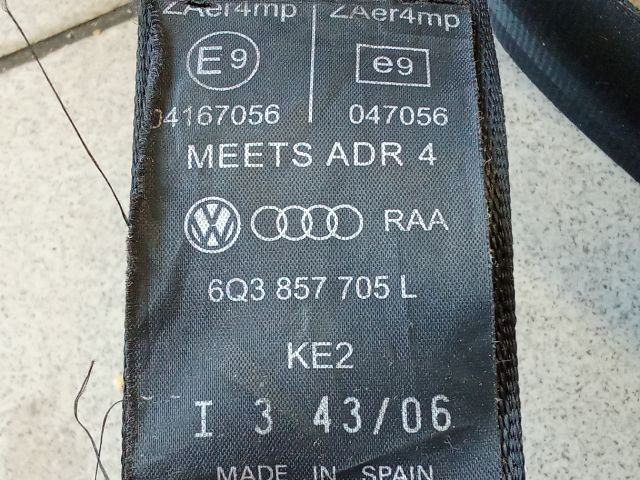 ZAer4mp ZAer4mp
E9 e9
04167056 047056
MEETS ADR 4
VW RAA
6Q3 857 705 L
KE2
I 3 43/06
MADE IN SPAIN